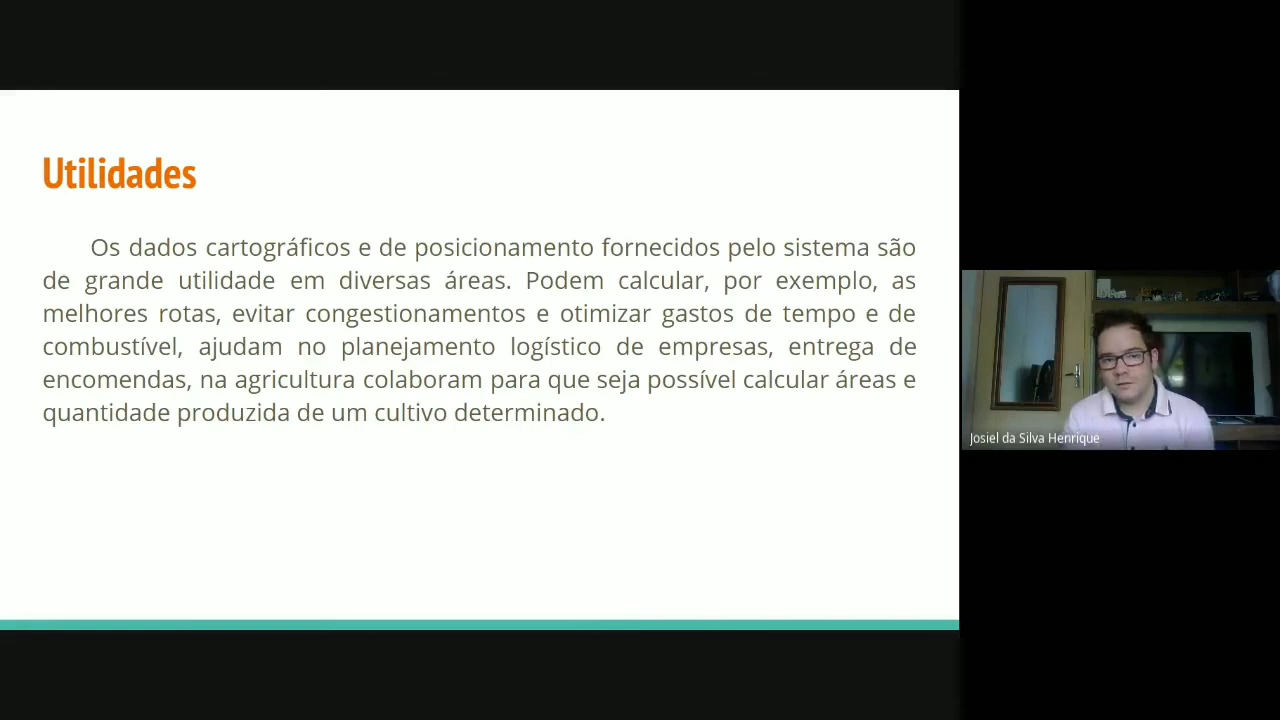 Utilidades
Os dados cartográficos e de posicionamento fornecidos pelo sistema são
de grande utilidade em diversas áreas. Podem calcular, por exemplo, as
melhores rotas, evitar congestionamentos e otimizar gastos de tempo e de
combustível, ajudam no planejamento logístico de empresas, entrega de
encomendas, na agricultura colaboram para que seja possível calcular áreas e
quantidade produzida de um cultivo determinado.
Josiel da Silva Henrique